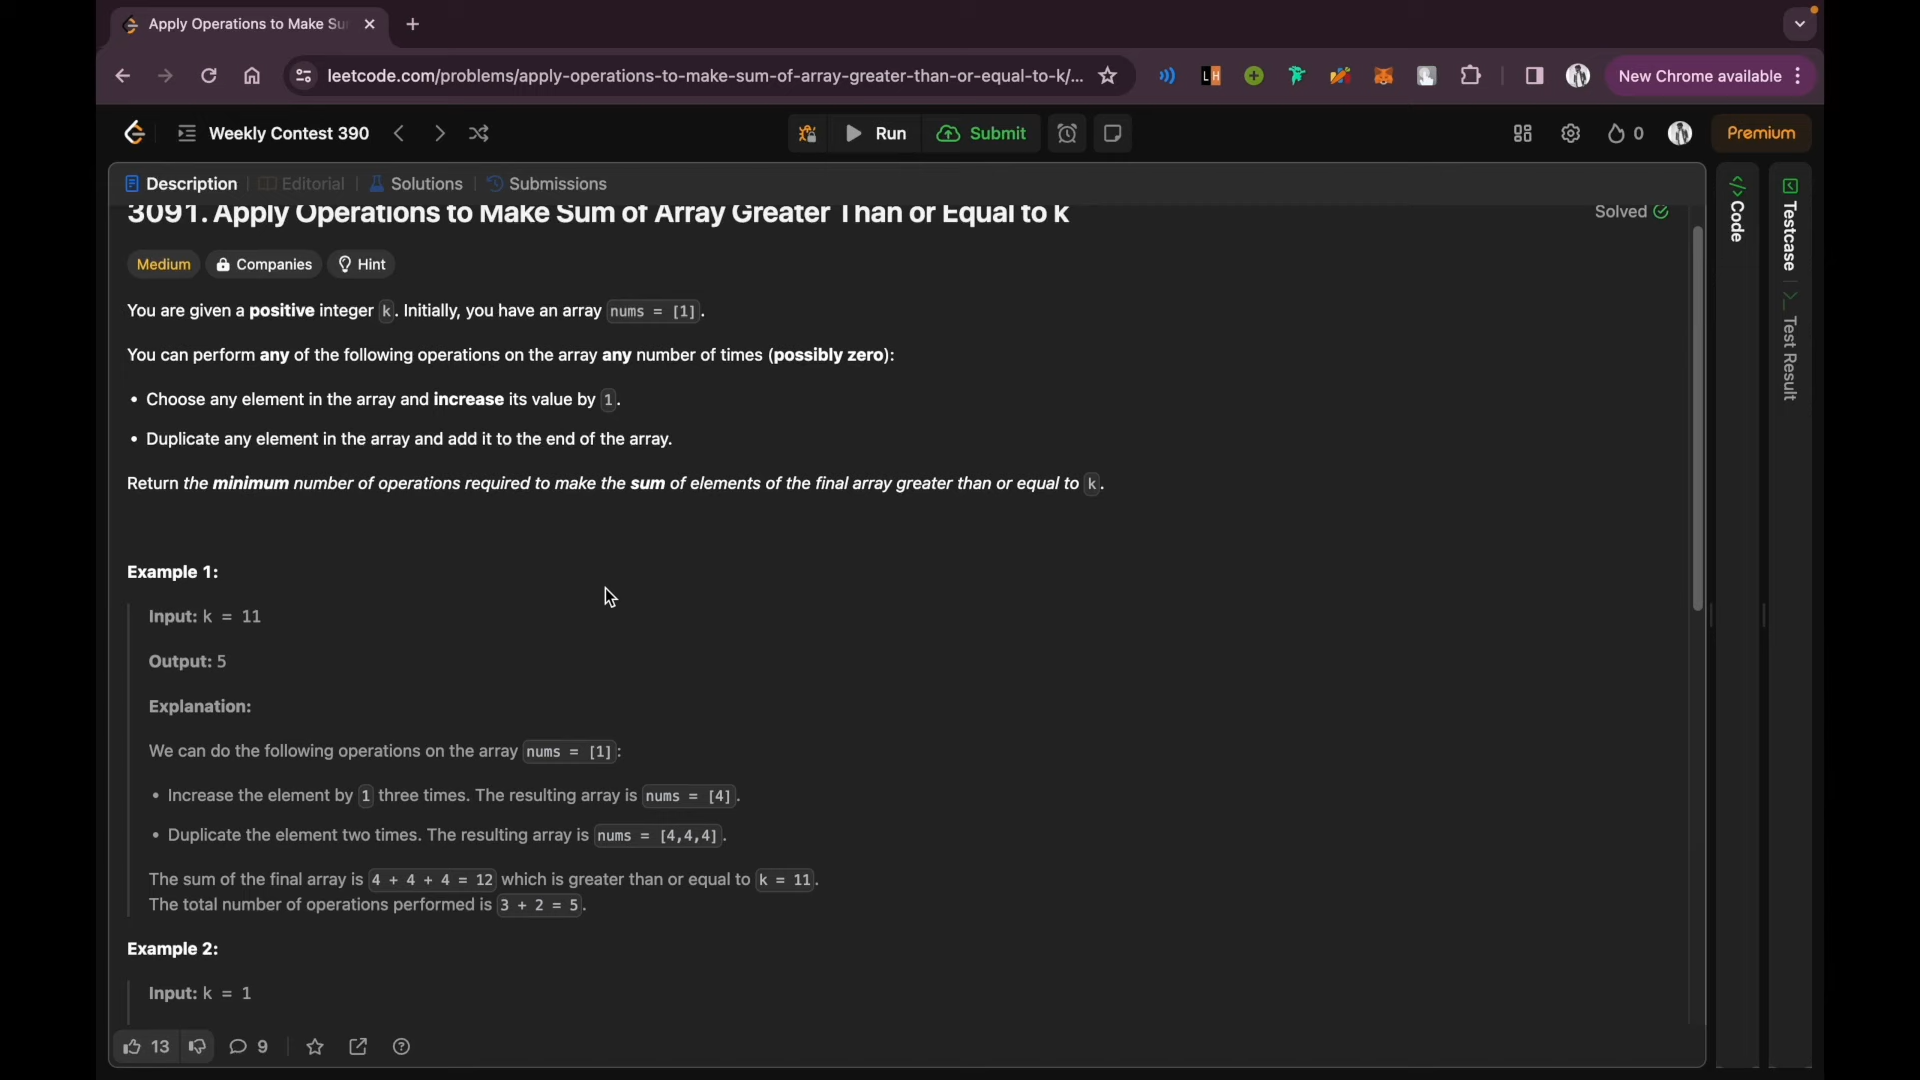 Apply Operations to Make Su
leetcode.com/problems/apply-operations-to-make-sum-of-array-greater-than-or-equal-to-k/...
LH
New Chrome available
Weekly Contest 390
Run
Submit
0
Premium
Description
Editorial
Solutions
Submissions
3091. Apply Operations to Make Sum of Array Greater Than or Equal to k
Solved
Medium
Companies
Hint
You are given a positive integer k. Initially, you have an array nums = [1].
You can perform any of the following operations on the array any number of times (possibly zero):
• Choose any element in the array and increase its value by 1.
• Duplicate any element in the array and add it to the end of the array.
Return the minimum number of operations required to make the sum of elements of the final array greater than or equal to k.
Example 1:
Input: k = 11
Output: 5
Explanation:
We can do the following operations on the array nums = [1]:
• Increase the element by 1 three times. The resulting array is nums = [4].
• Duplicate the element two times. The resulting array is nums = [4,4,4].
The sum of the final array is 4 + 4 + 4 = 12 which is greater than or equal to k = 11.
The total number of operations performed is 3 + 2 = 5.
Example 2:
Input: k = 1
13
9
Code
Testcase
Test Result